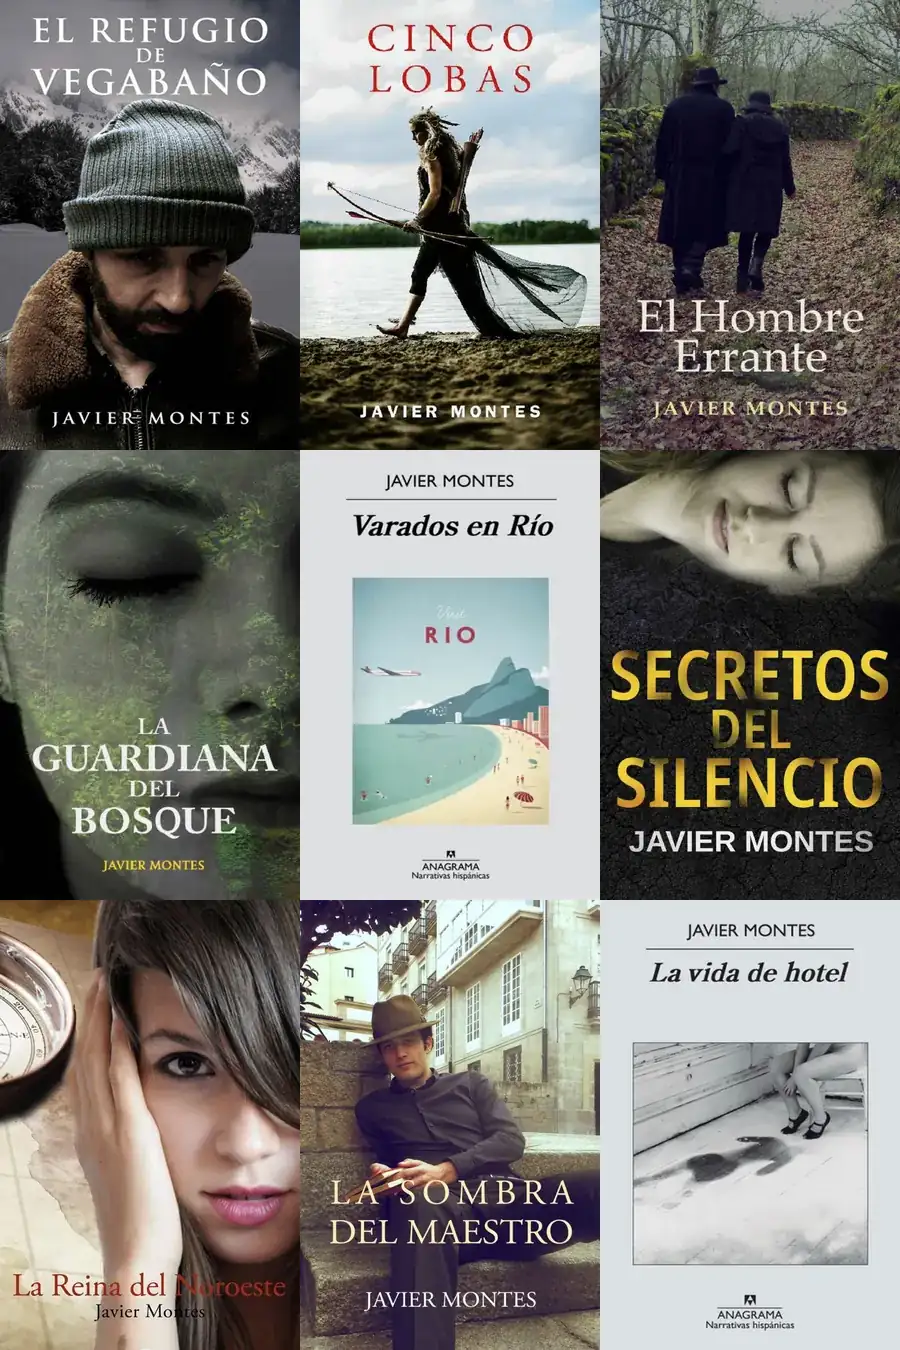 EL REFUGIO
DE
VEGABAÑO
JAVIER MONTES
CINCO
LOBAS
JAVIER MONTES
El Hombre
Errante
JAVIER MONTES
LA
GUARDIANA
DEL
BOSQUE
JAVIER MONTES
JAVIER MONTES
Varados en Río
RIO
ANAGRAMA
Narrativas hispánicas
SECRETOS
DEL
SILENCIO
JAVIER MONTES
La Reina del Noroeste
Javier Montes
LA SOMBRA
DEL MAESTRO
JAVIER MONTES
JAVIER MONTES
La vida de hotel
ANAGRAMA
Narrativas hispánicas